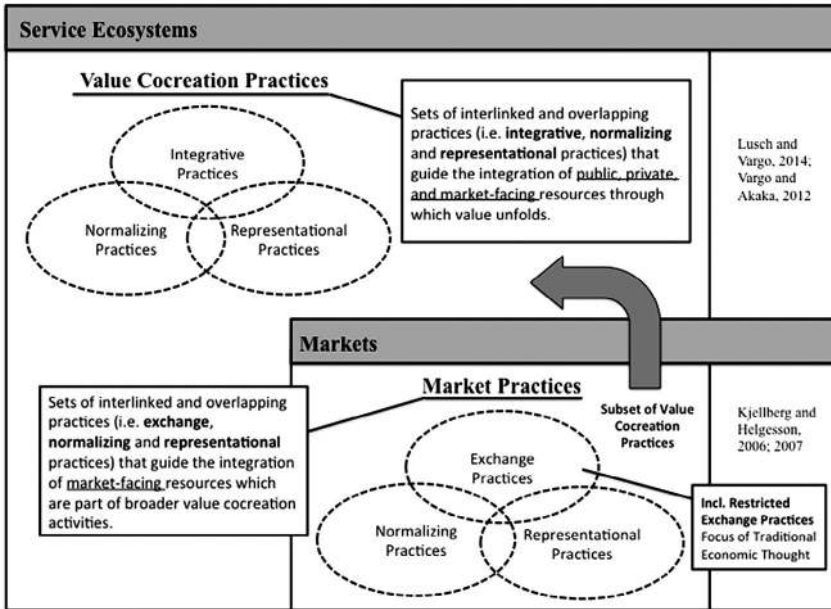 Service Ecosystems
Value Cocreation Practices
Integrative
Practices
Normalizing
Practices
Representational
Practices
Sets of interlinked and overlapping
practices (i.e. integrative, normalizing
and representational practices) that
guide the integration of public, private,
and market-facing resources through
which value unfolds.
Lusch and
Vargo, 2014;
Vargo and
Akaka, 2012
Markets
Market Practices
Sets of interlinked and overlapping
practices (i.e. exchange,
normalizing and representational
practices) that guide the integration
of market-facing resources which
are part of broader value cocreation
activities.
Exchange
Practices
Normalizing
Practices
Representational
Practices
Subset of Value
Cocreation
Practices
Incl. Restricted
Exchange Practices
Focus of Traditional
Economic Thought
Kjellberg and
Helgesson,
2006; 2007